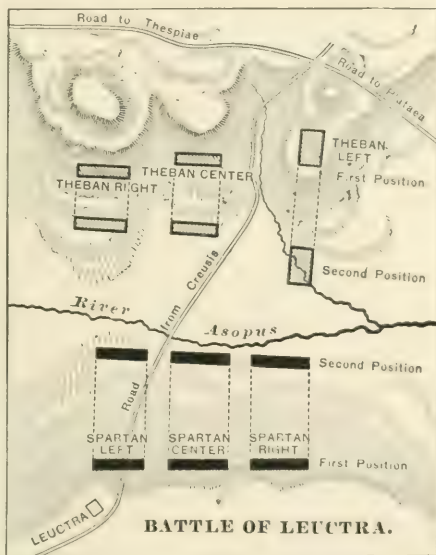 Road to Thespiae
Road to Plataea
THEBAN RIGHT
THEBAN CENTER
THEBAN LEFT
First Position
Second Position
River Asopus
Road from Creusis
Second Position
SPARTAN LEFT
SPARTAN CENTER
SPARTAN RIGHT
First Position
LEUCTRA
BATTLE OF LEUCTRA.